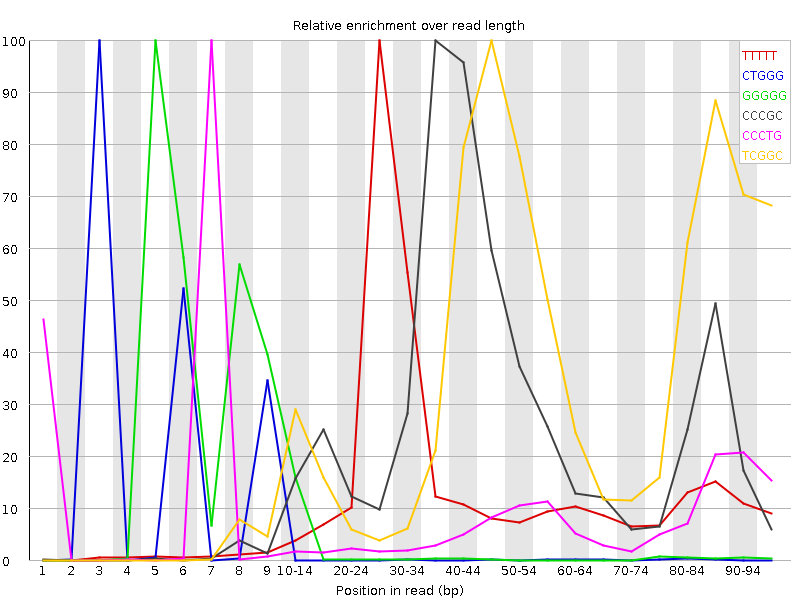 Relative enrichment over read length
100
90
80
70
60
50
40
30
20
10
0
TTTTT
CTGGG
GGGGG
CCCGC
CCCTG
TCGGC
1 2 3 4 5 6 7 8 9 10-14 20-24 30-34 40-44 50-54 60-64 70-74 80-84 90-94
Position in read (bp)